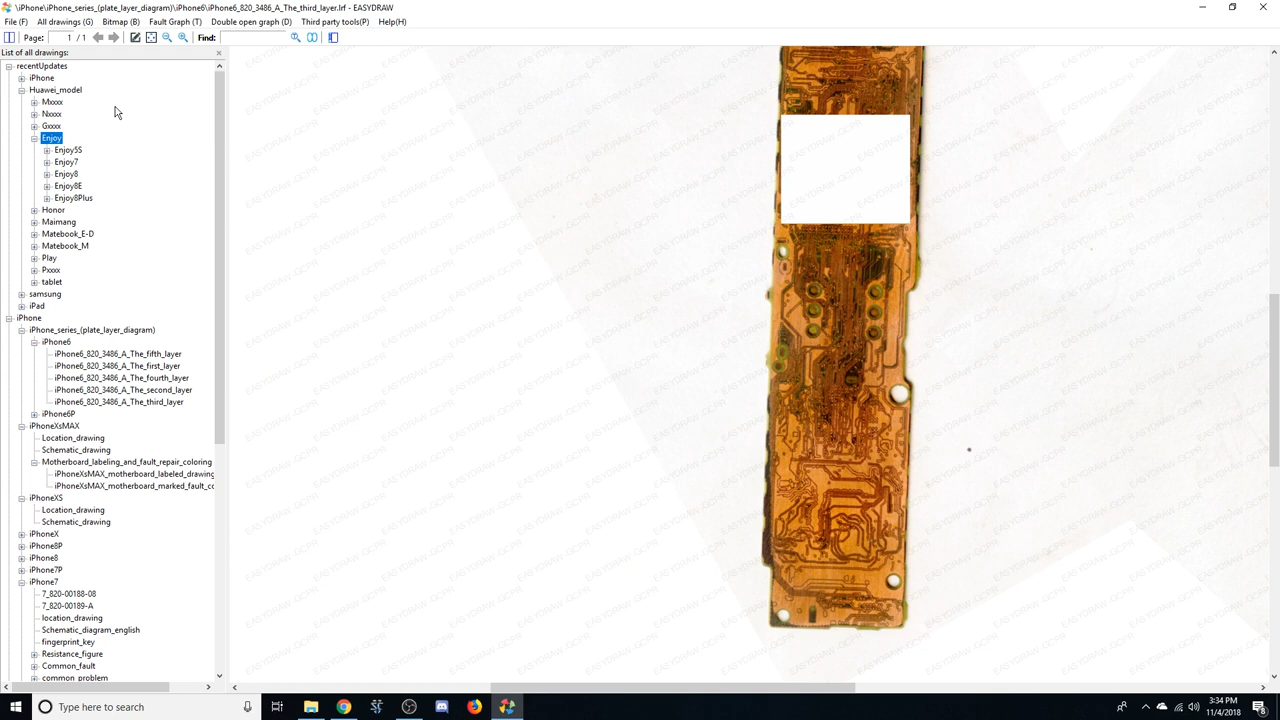 \iPhone\iPhone_series_(plate_layer_diagram)\iPhone6\iPhone6_820_3486_A_The_third_layer.lrf - EASYDRAW
File (F) All drawings (G) Bitmap (B) Fault Graph (T) Double open graph (D) Third party tools(P) Help(H)
Page: 1 / 1 Find:
List of all drawings:
recentUpdates
iPhone
Huawei_model
Mxxxx
Nxxxx
Gxxxx
Enjoy
Enjoy5S
Enjoy7
Enjoy8
Enjoy8E
Enjoy8Plus
Honor
Maimang
Matebook_E-D
Matebook_M
Play
Pxxxx
tablet
samsung
iPad
iPhone
iPhone_series_(plate_layer_diagram)
iPhone6
iPhone6_820_3486_A_The_fifth_layer
iPhone6_820_3486_A_The_first_layer
iPhone6_820_3486_A_The_fourth_layer
iPhone6_820_3486_A_The_second_layer
iPhone6_820_3486_A_The_third_layer
iPhone6P
iPhoneXsMAX
Location_drawing
Schematic_drawing
Motherboard_labeling_and_fault_repair_coloring
iPhoneXsMAX_motherboard_labeled_drawing
iPhoneXsMAX_motherboard_marked_fault_cc
iPhoneXS
Location_drawing
Schematic_drawing
iPhoneX
iPhone8P
iPhone8
iPhone7P
iPhone7
7_820-00188-08
7_820-00189-A
location_drawing
Schematic_diagram_english
fingerprint_key
Resistance_figure
Common_fault
common_problem
EASYDRAW .GCPR
Type here to search
3:34 PM
11/4/2018
8